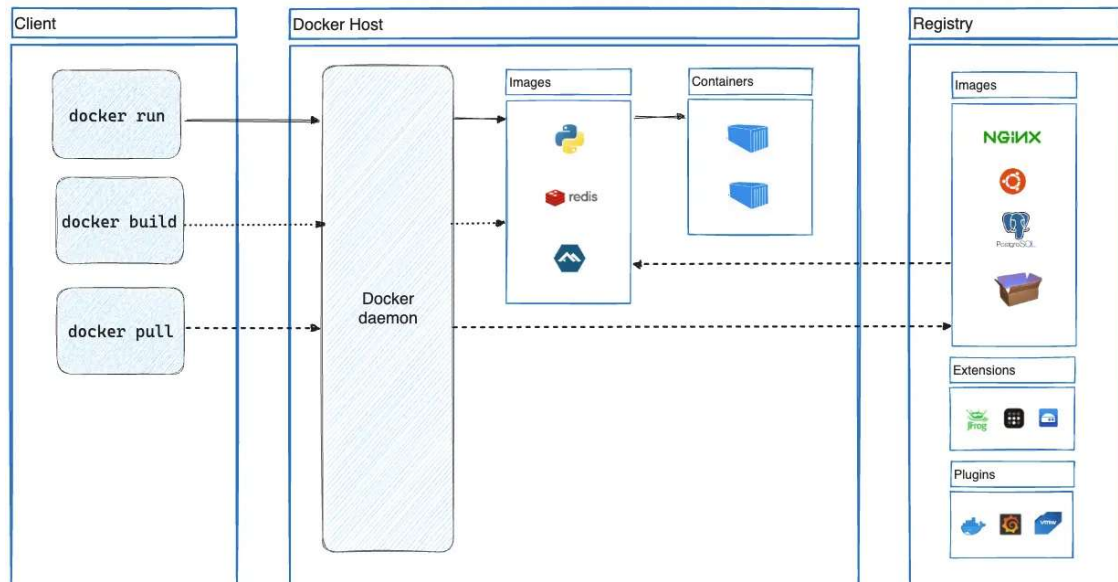 Client
Docker Host
Registry
docker run
docker build
docker pull
Docker
daemon
Images
redis
Containers
Images
NGiNX
PostgreSQL
Extensions
JFrog
Plugins